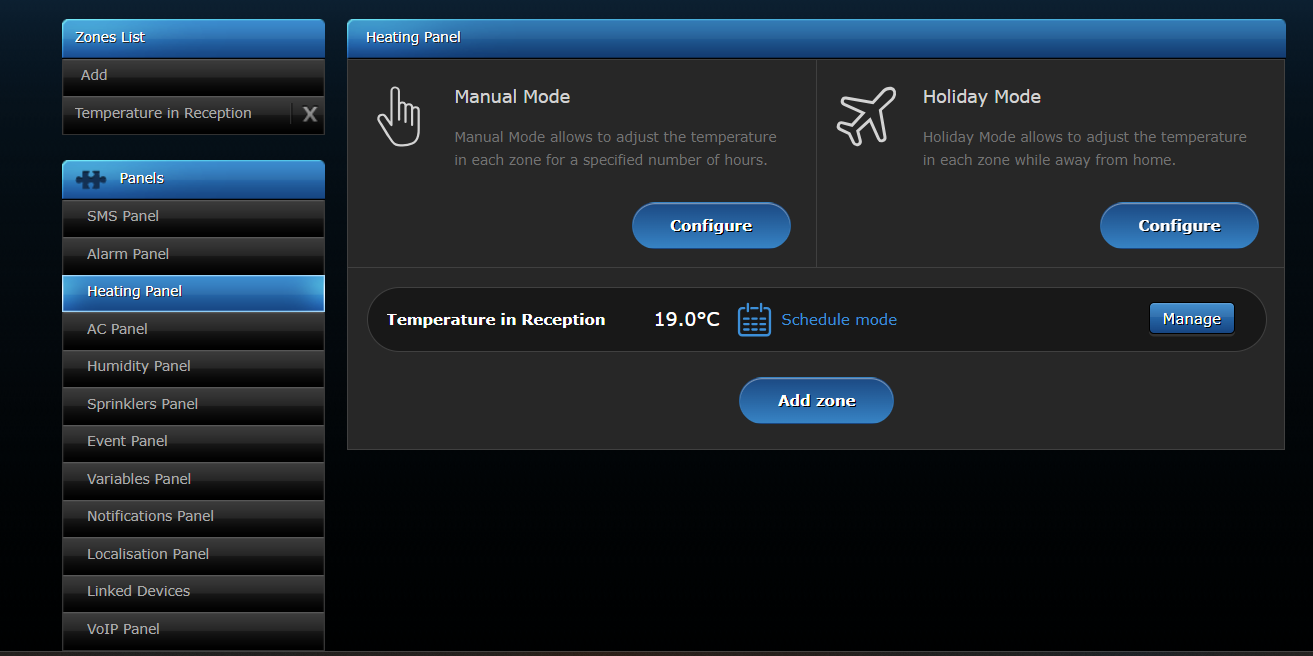 Zones List
Add
Temperature in Reception X
Panels
SMS Panel
Alarm Panel
Heating Panel
AC Panel
Humidity Panel
Sprinklers Panel
Event Panel
Variables Panel
Notifications Panel
Localisation Panel
Linked Devices
VoIP Panel
Heating Panel
Manual Mode
Manual Mode allows to adjust the temperature
in each zone for a specified number of hours.
Configure
Holiday Mode
Holiday Mode allows to adjust the temperature
in each zone while away from home.
Configure
Temperature in Reception 19.0°C Schedule mode Manage
Add zone